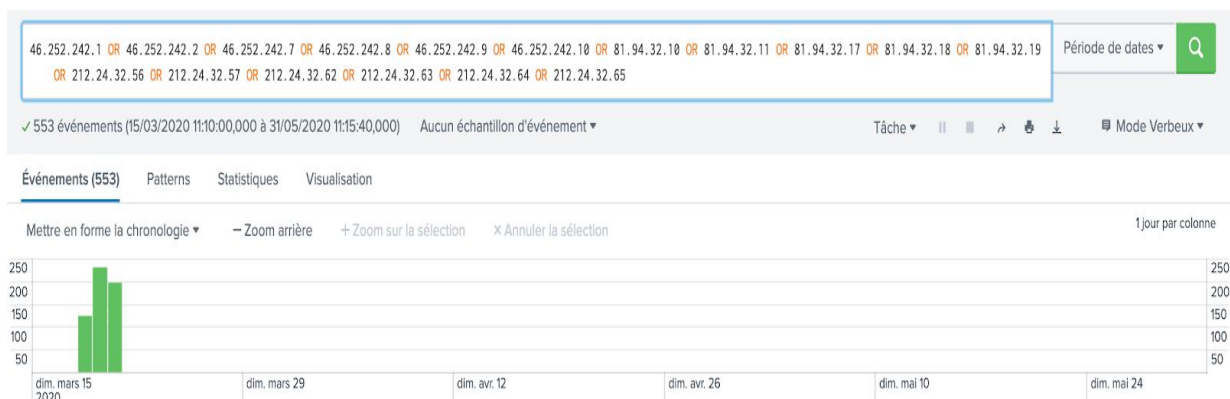 46.252.242.1 OR 46.252.242.2 OR 46.252.242.7 OR 46.252.242.8 OR 46.252.242.9 OR 46.252.242.10 OR 81.94.32.10 OR 81.94.32.11 OR 81.94.32.17 OR 81.94.32.18 OR 81.94.32.19
OR 212.24.32.56 OR 212.24.32.57 OR 212.24.32.62 OR 212.24.32.63 OR 212.24.32.64 OR 212.24.32.65
Période de dates
553 événements (15/03/2020 11:10:00,000 à 31/05/2020 11:15:40,000) Aucun échantillon d'événement Tâche Mode Verbeux
Événements (553) Patterns Statistiques Visualisation
Mettre en forme la chronologie − Zoom arrière + Zoom sur la sélection × Annuler la sélection 1 jour par colonne
250 250
200 200
150 150
100 100
50 50
dim. mars 15 dim. mars 29 dim. avr. 12 dim. avr. 26 dim. mai 10 dim. mai 24
2020